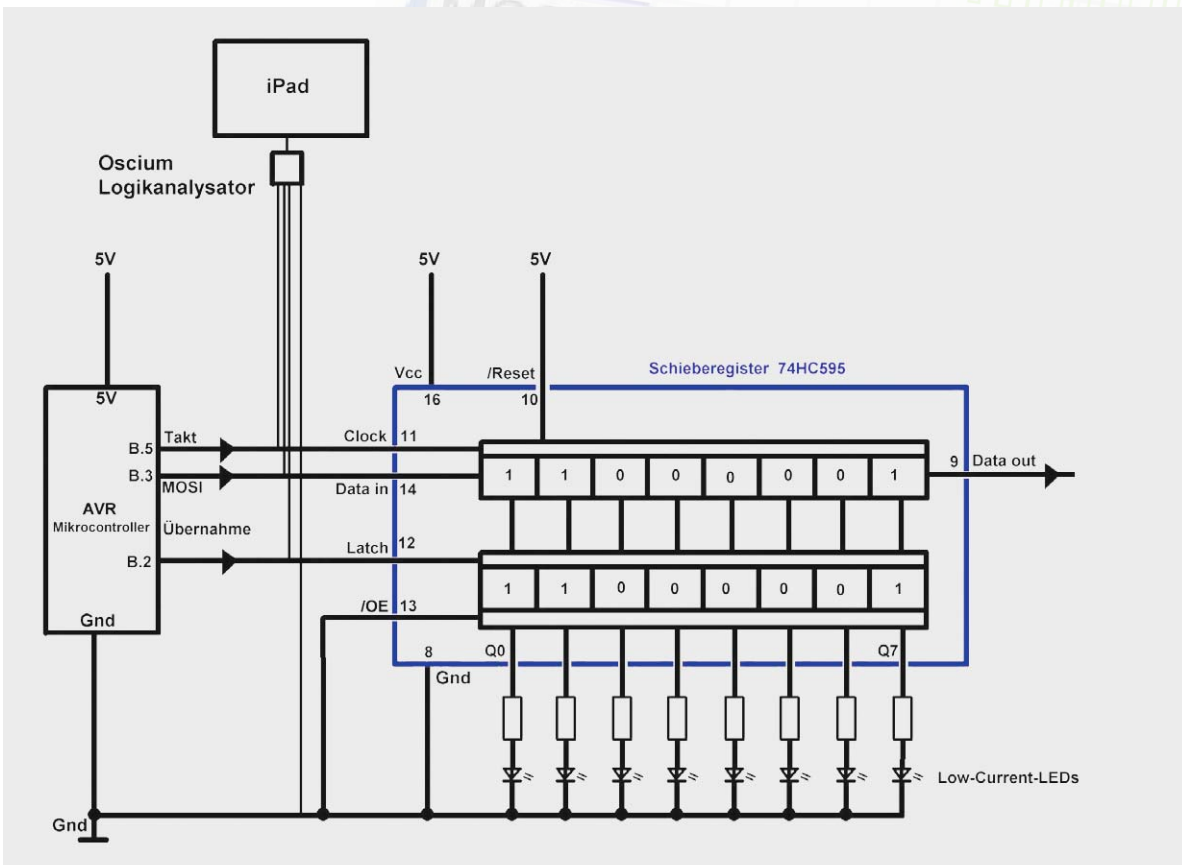 iPad
Oscium
Logikanalysator
5V
5V
5V
Schieberegister 74HC595
Vcc
/Reset
16
10
5V
B.5
Takt
Clock
11
B.3
MOSI
Data in
14
1 1 0 0 0 0 0 1
9
Data out
AVR
Mikrocontroller
Übernahme
B.2
Latch
12
1 1 0 0 0 0 0 1
/OE
13
Gnd
8
Gnd
Q0
Q7
Low-Current-LEDs
Gnd